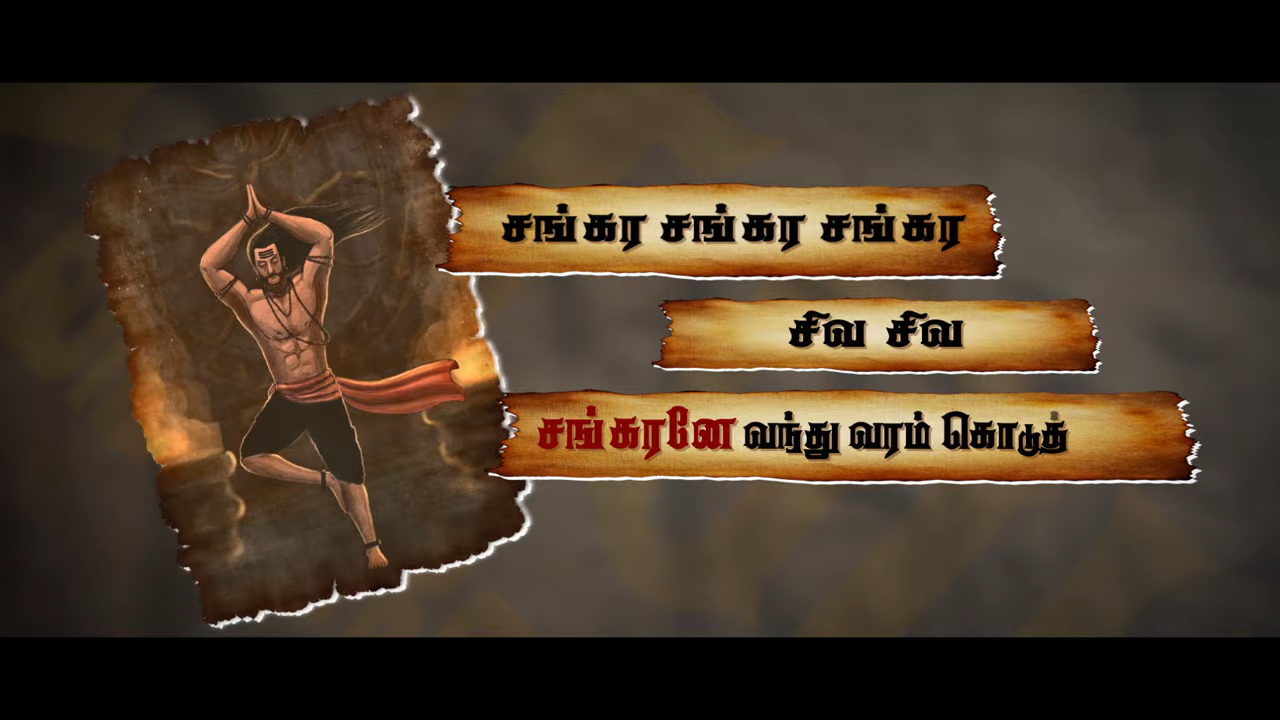 சங்கர சங்கர சங்கர
சிவ சிவ
சங்கரனே வந்து வரம் கொடுத்